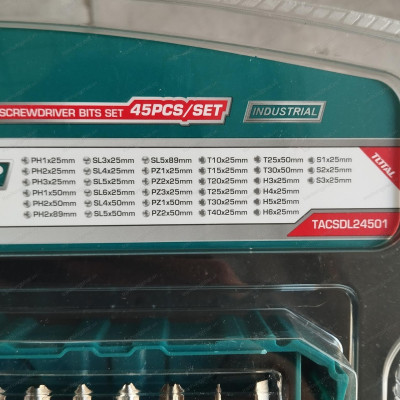 SCREWDRIVER BITS SET 45PCS/SET INDUSTRIAL
PH1x25mm SL3x25mm SL5x89mm T10x25mm T25x50mm S1x25mm
PH2x25mm SL4x25mm PZ1x25mm T15x25mm T30x50mm S2x25mm
PH3x25mm SL5x25mm PZ2x25mm T20x25mm H3x25mm S3x25mm
PH1x50mm SL6x25mm PZ3x25mm T25x25mm H4x25mm
PH2x50mm SL4x50mm PZ1x50mm T30x25mm H5x25mm
PH2x89mm SL5x50mm PZ2x50mm T40x25mm H6x25mm
TOTAL
TACSDL24501